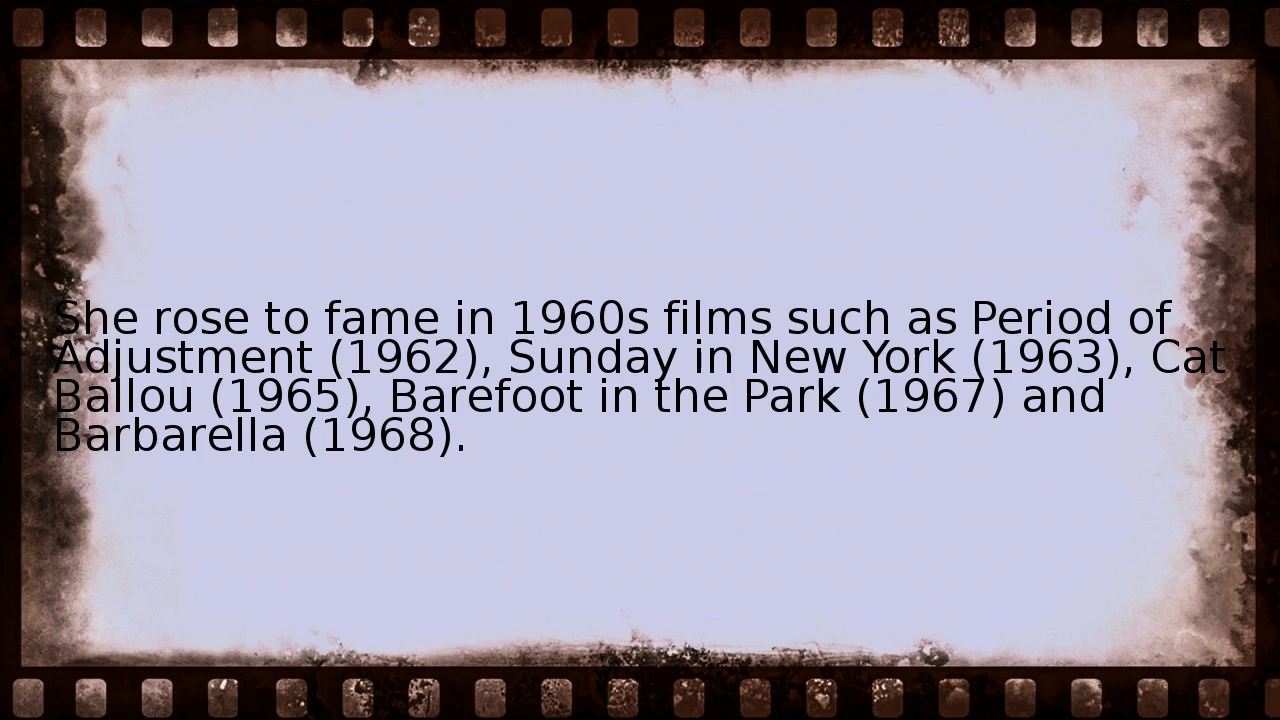 She rose to fame in 1960s films such as Period of
Adjustment (1962), Sunday in New York (1963), Cat
Ballou (1965), Barefoot in the Park (1967) and
Barbarella (1968).